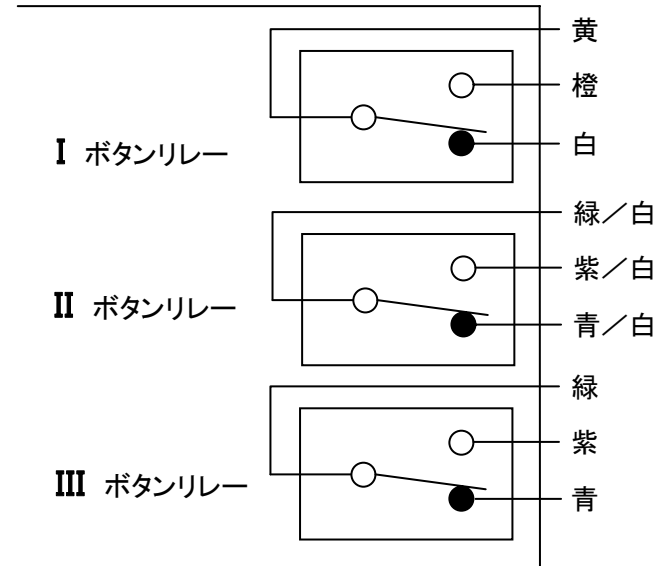 黄
橙
I ボタンリレー
白
緑／白
紫／白
II ボタンリレー
青／白
緑
紫
III ボタンリレー
青